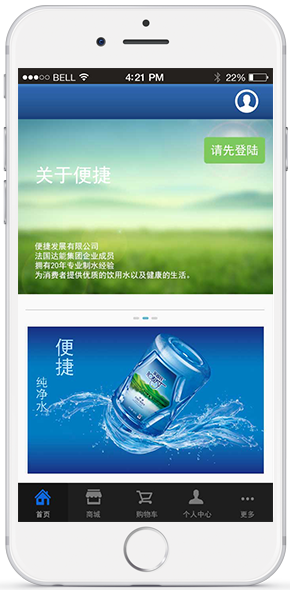 BELL 4:21 PM 22%
请先登陆
关于便捷
便捷发展有限公司
法国达能集团企业成员
拥有20年专业制水经验
为消费者提供优质的饮用水以及健康的生活。
便捷
纯净水
首页 商城 购物车 个人中心 更多